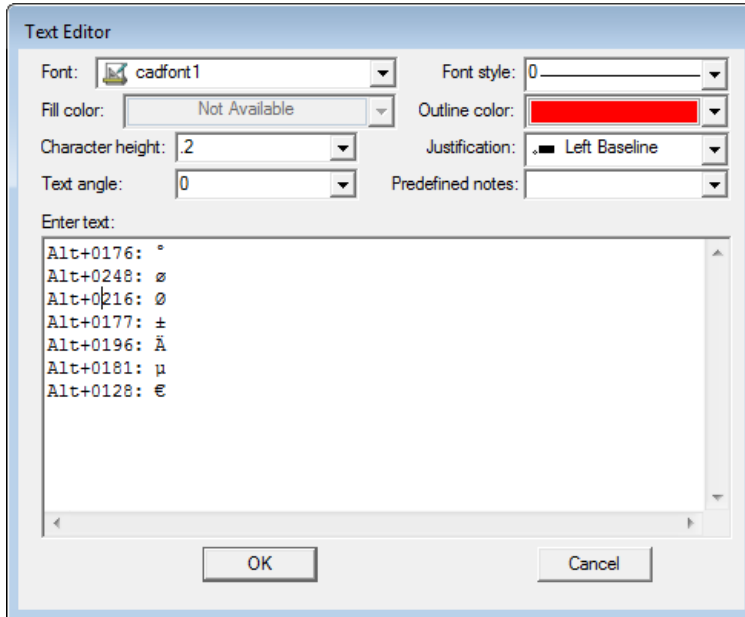 Text Editor
Font: cadfont1 Font style: 0
Fill color: Not Available Outline color:
Character height: .2 Justification: Left Baseline
Text angle: 0 Predefined notes:
Enter text:
Alt+0176: °
Alt+0248: ø
Alt+0216: Ø
Alt+0177: ±
Alt+0196: Ä
Alt+0181: µ
Alt+0128: €
OK Cancel